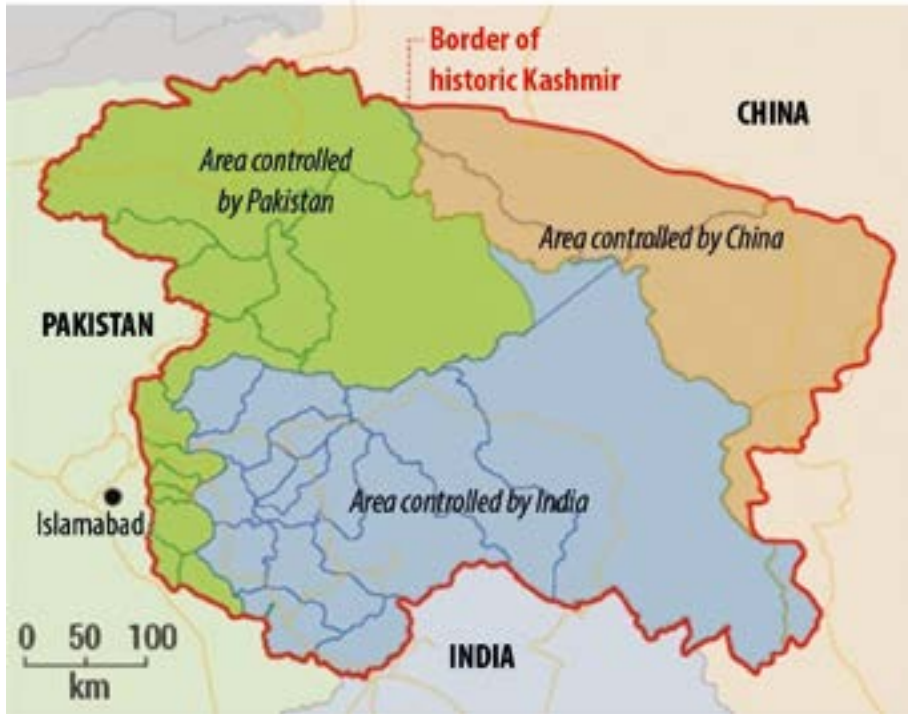 Border of
historic Kashmir
CHINA
Area controlled
by Pakistan
Area controlled by China
PAKISTAN
Area controlled by India
Islamabad
INDIA
0 50 100
km